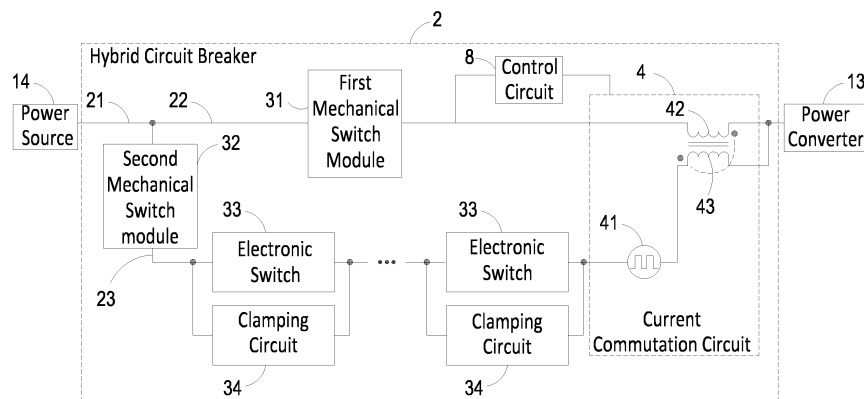 2
Hybrid Circuit Breaker
14
Power
Source
21
22
31
First
Mechanical
Switch
Module
8
Control
Circuit
4
42
13
Power
Converter
32
Second
Mechanical
Switch
module
43
33
Electronic
Switch
...
33
Electronic
Switch
41
23
Clamping
Circuit
34
Clamping
Circuit
34
Current
Commutation Circuit